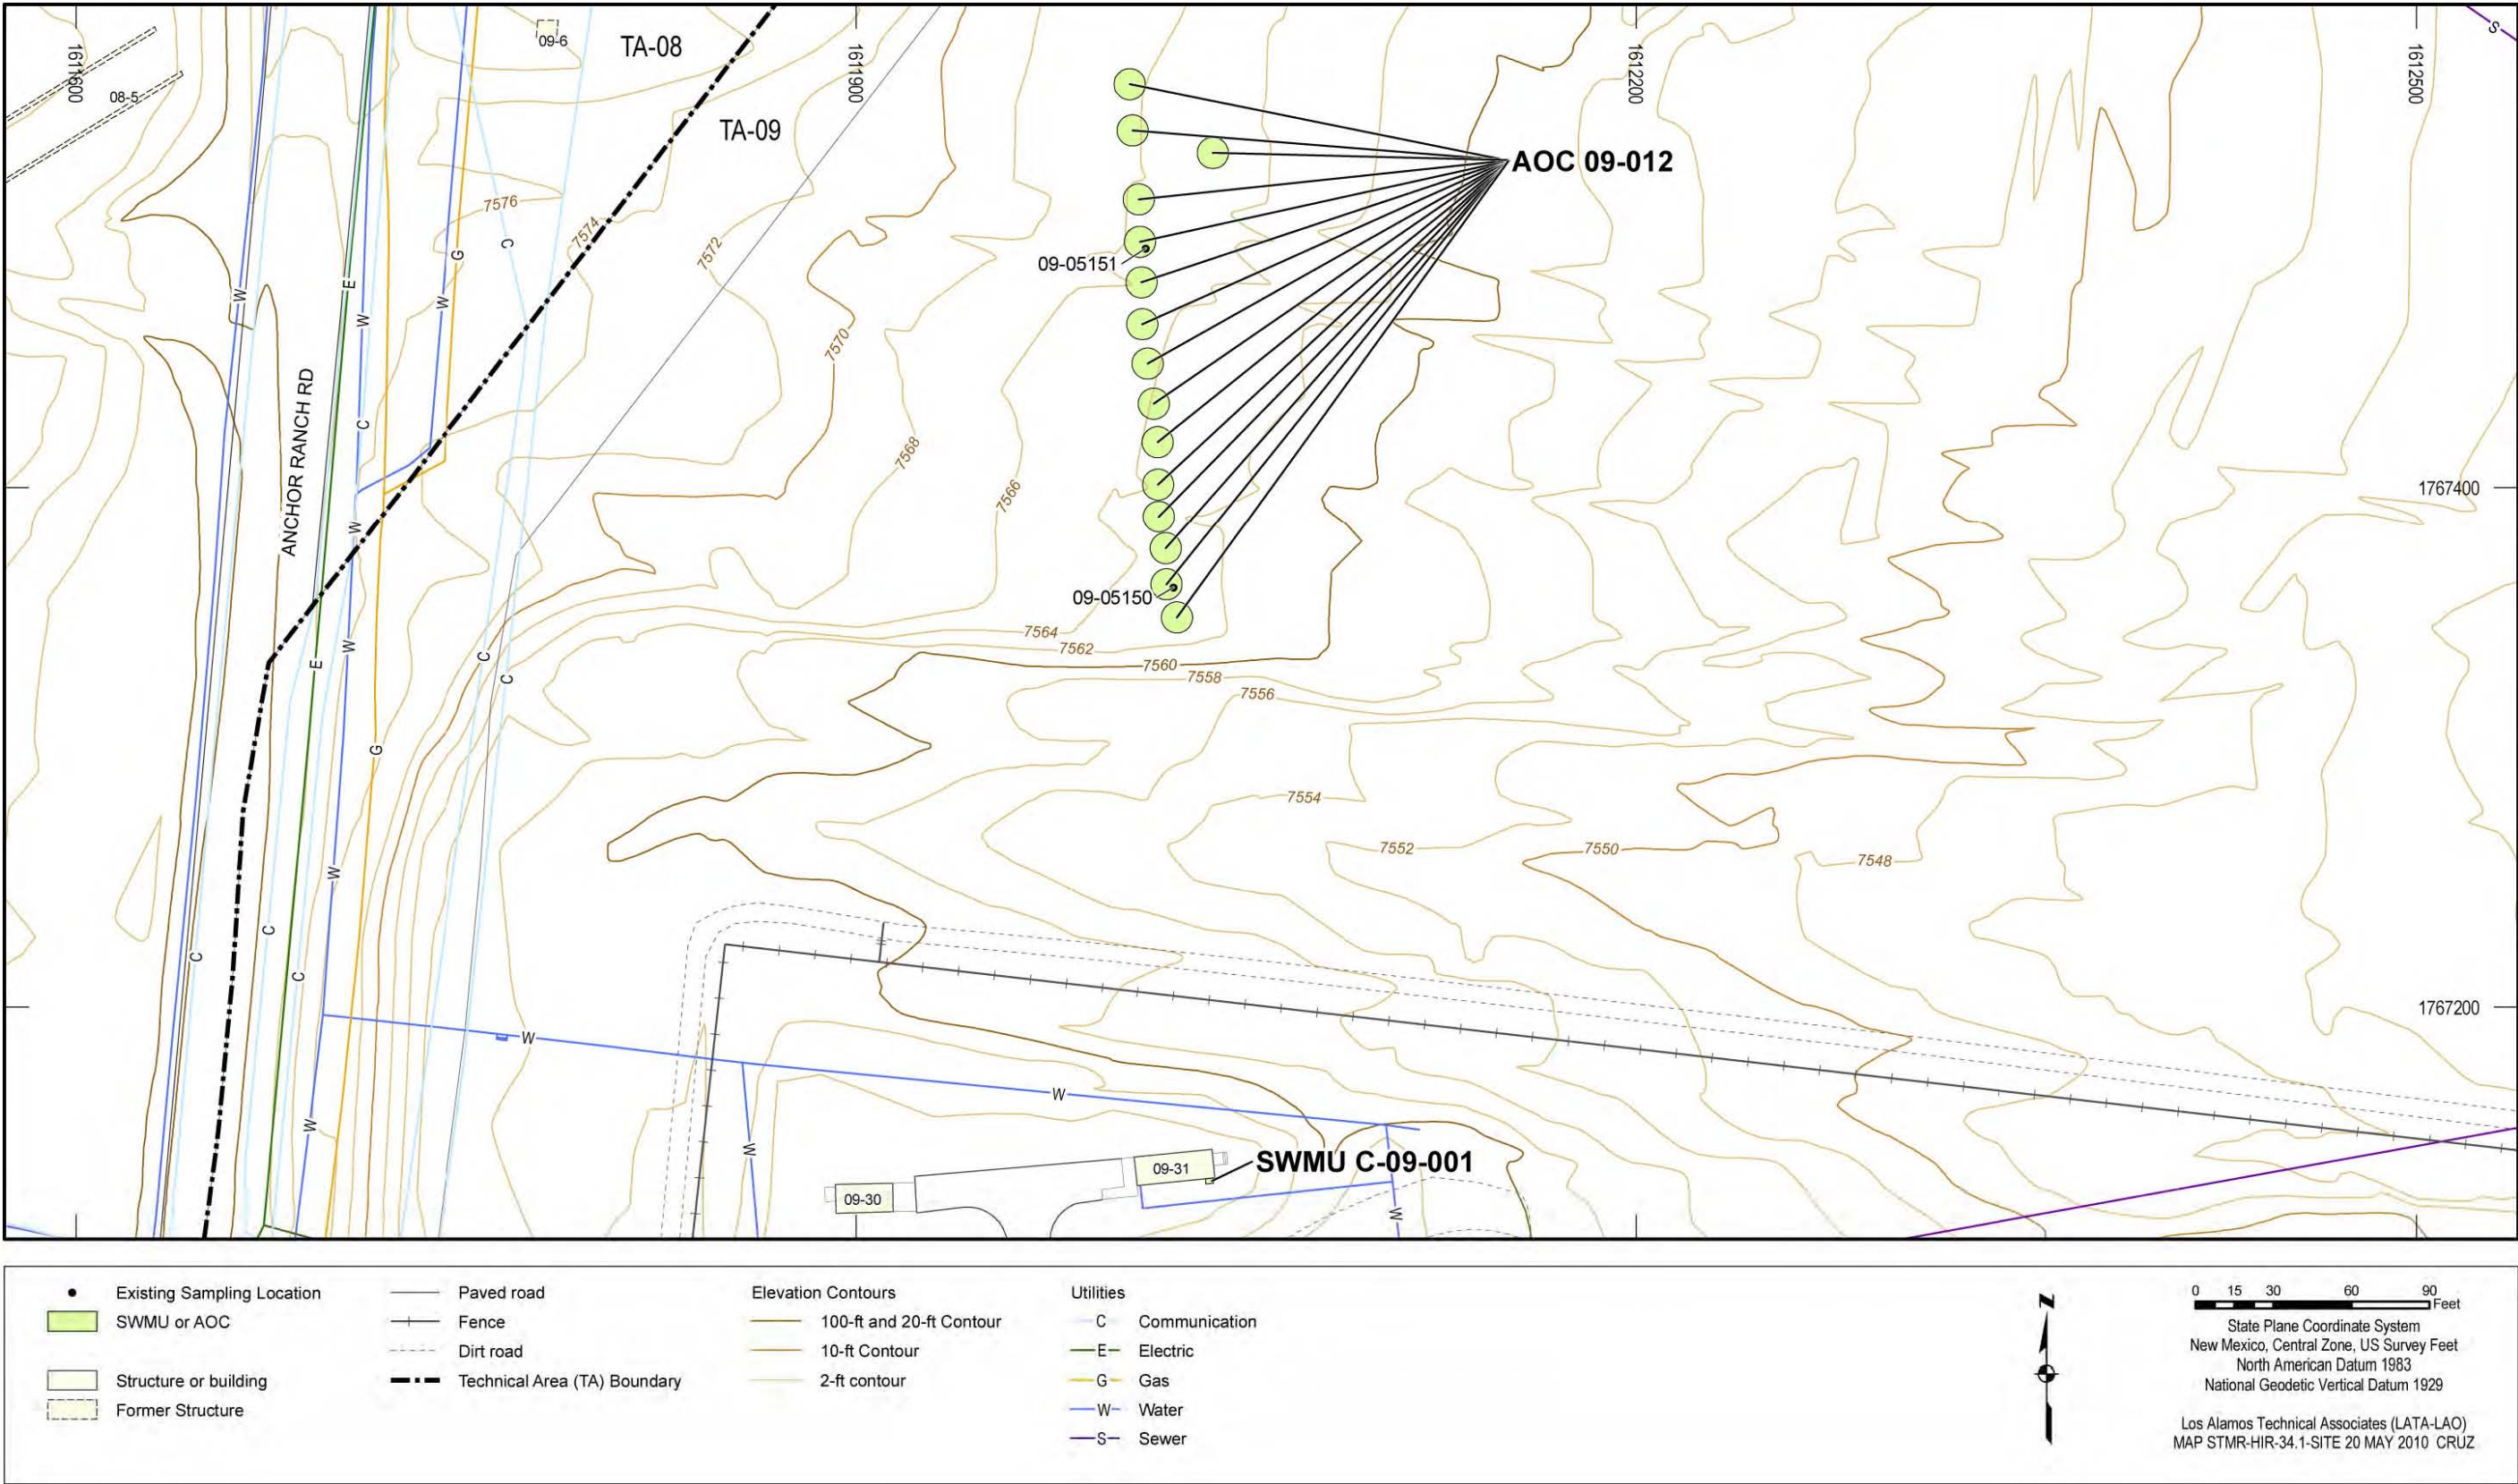 1611600
1611900
1612200
1612500
S
09-6
TA-08
08-5
TA-09
AOC 09-012
7576
C
7574
7572
G
09-05151
E
W
W
W
7570
C
ANCHOR RANCH RD
7568
7566
1767400
W
09-05150
7564
W
7562
C
E
7560
C
7558
7556
G
7554
7552
7550
7548
W
C
C
C
1767200
W
W
W
W
SWMU C-09-001
09-31
09-30
W
Existing Sampling Location
SWMU or AOC
Structure or building
Former Structure
Paved road
Fence
Dirt road
Technical Area (TA) Boundary
Elevation Contours
100-ft and 20-ft Contour
10-ft Contour
2-ft contour
Utilities
C Communication
E Electric
G Gas
W Water
S Sewer
N
0 15 30 60 90
Feet
State Plane Coordinate System
New Mexico, Central Zone, US Survey Feet
North American Datum 1983
National Geodetic Vertical Datum 1929
Los Alamos Technical Associates (LATA-LAO)
MAP STMR-HIR-34.1-SITE 20 MAY 2010 CRUZ